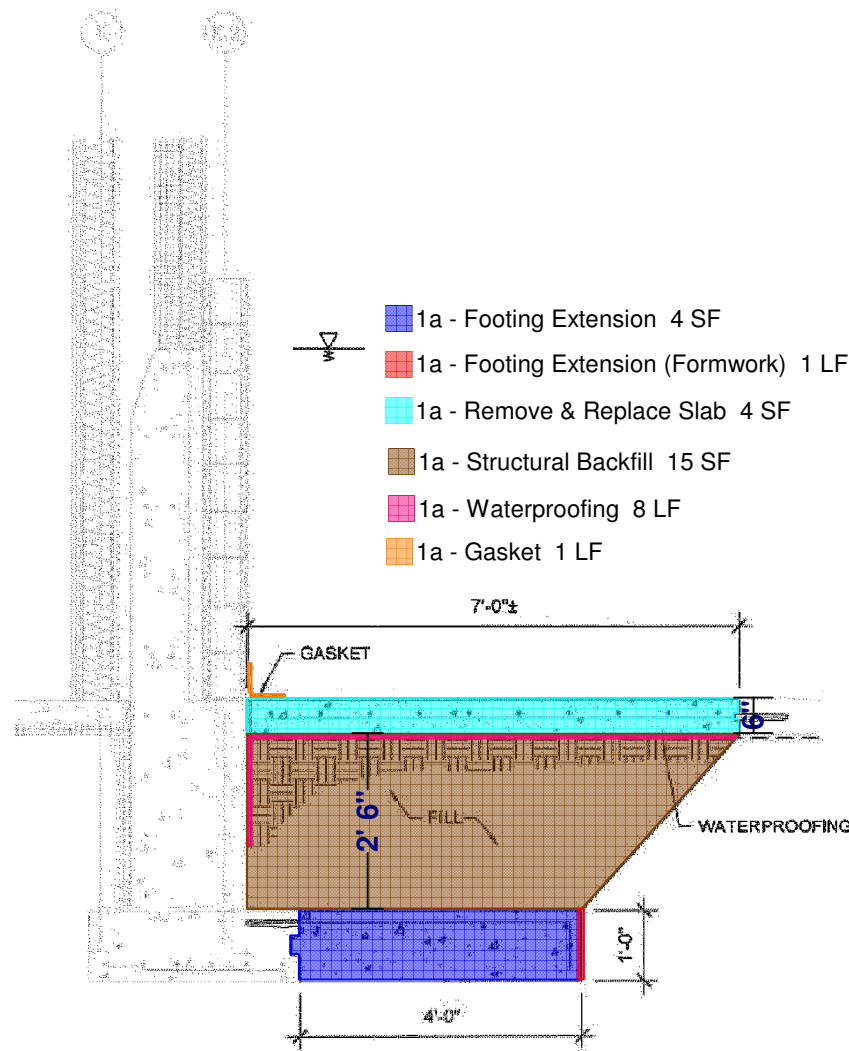 1a - Footing Extension 4 SF
1a - Footing Extension (Formwork) 1 LF
1a - Remove & Replace Slab 4 SF
1a - Structural Backfill 15 SF
1a - Waterproofing 8 LF
1a - Gasket 1 LF
7'-0"±
GASKET
6"
2' 6"
FILL
WATERPROOFING
1'-0"
4'-0"